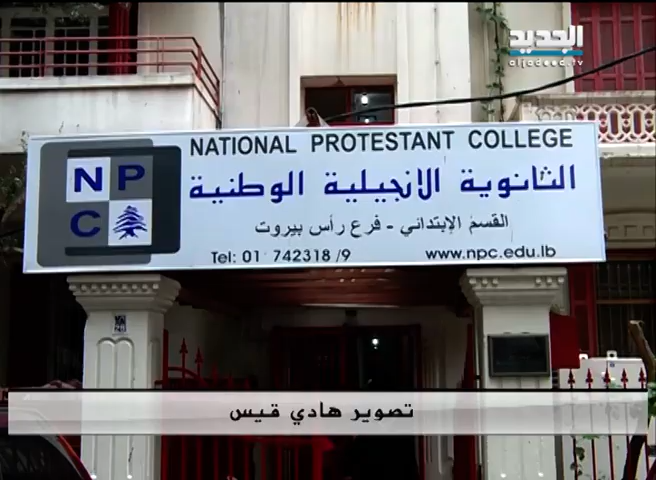 الجديد
aljadeed.tv
NATIONAL PROTESTANT COLLEGE
N P
C
الثانوية الانجيلية الوطنية
القسم الإبتدائي - فرع رأس بيروت
Tel: 01 742318 /9 www.npc.edu.lb
تصوير هادي قيس